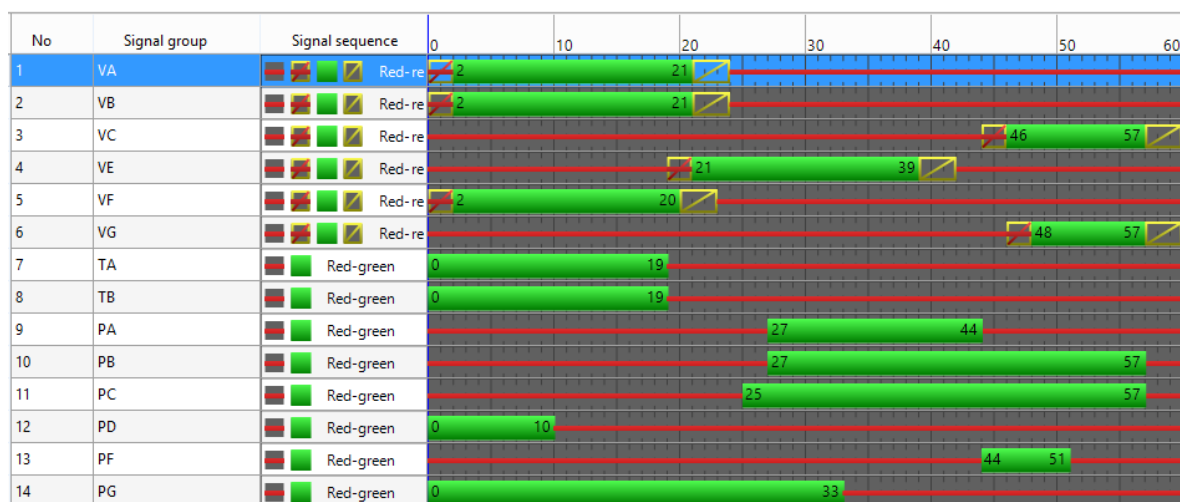 No Signal group Signal sequence 0 10 20 30 40 50 60
1 VA Red-re 2 21
2 VB Red-re 2 21
3 VC Red-re 46 57
4 VE Red-re 21 39
5 VF Red-re 2 20
6 VG Red-re 48 57
7 TA Red-green 0 19
8 TB Red-green 0 19
9 PA Red-green 27 44
10 PB Red-green 27 57
11 PC Red-green 25 57
12 PD Red-green 0 10
13 PF Red-green 44 51
14 PG Red-green 0 33